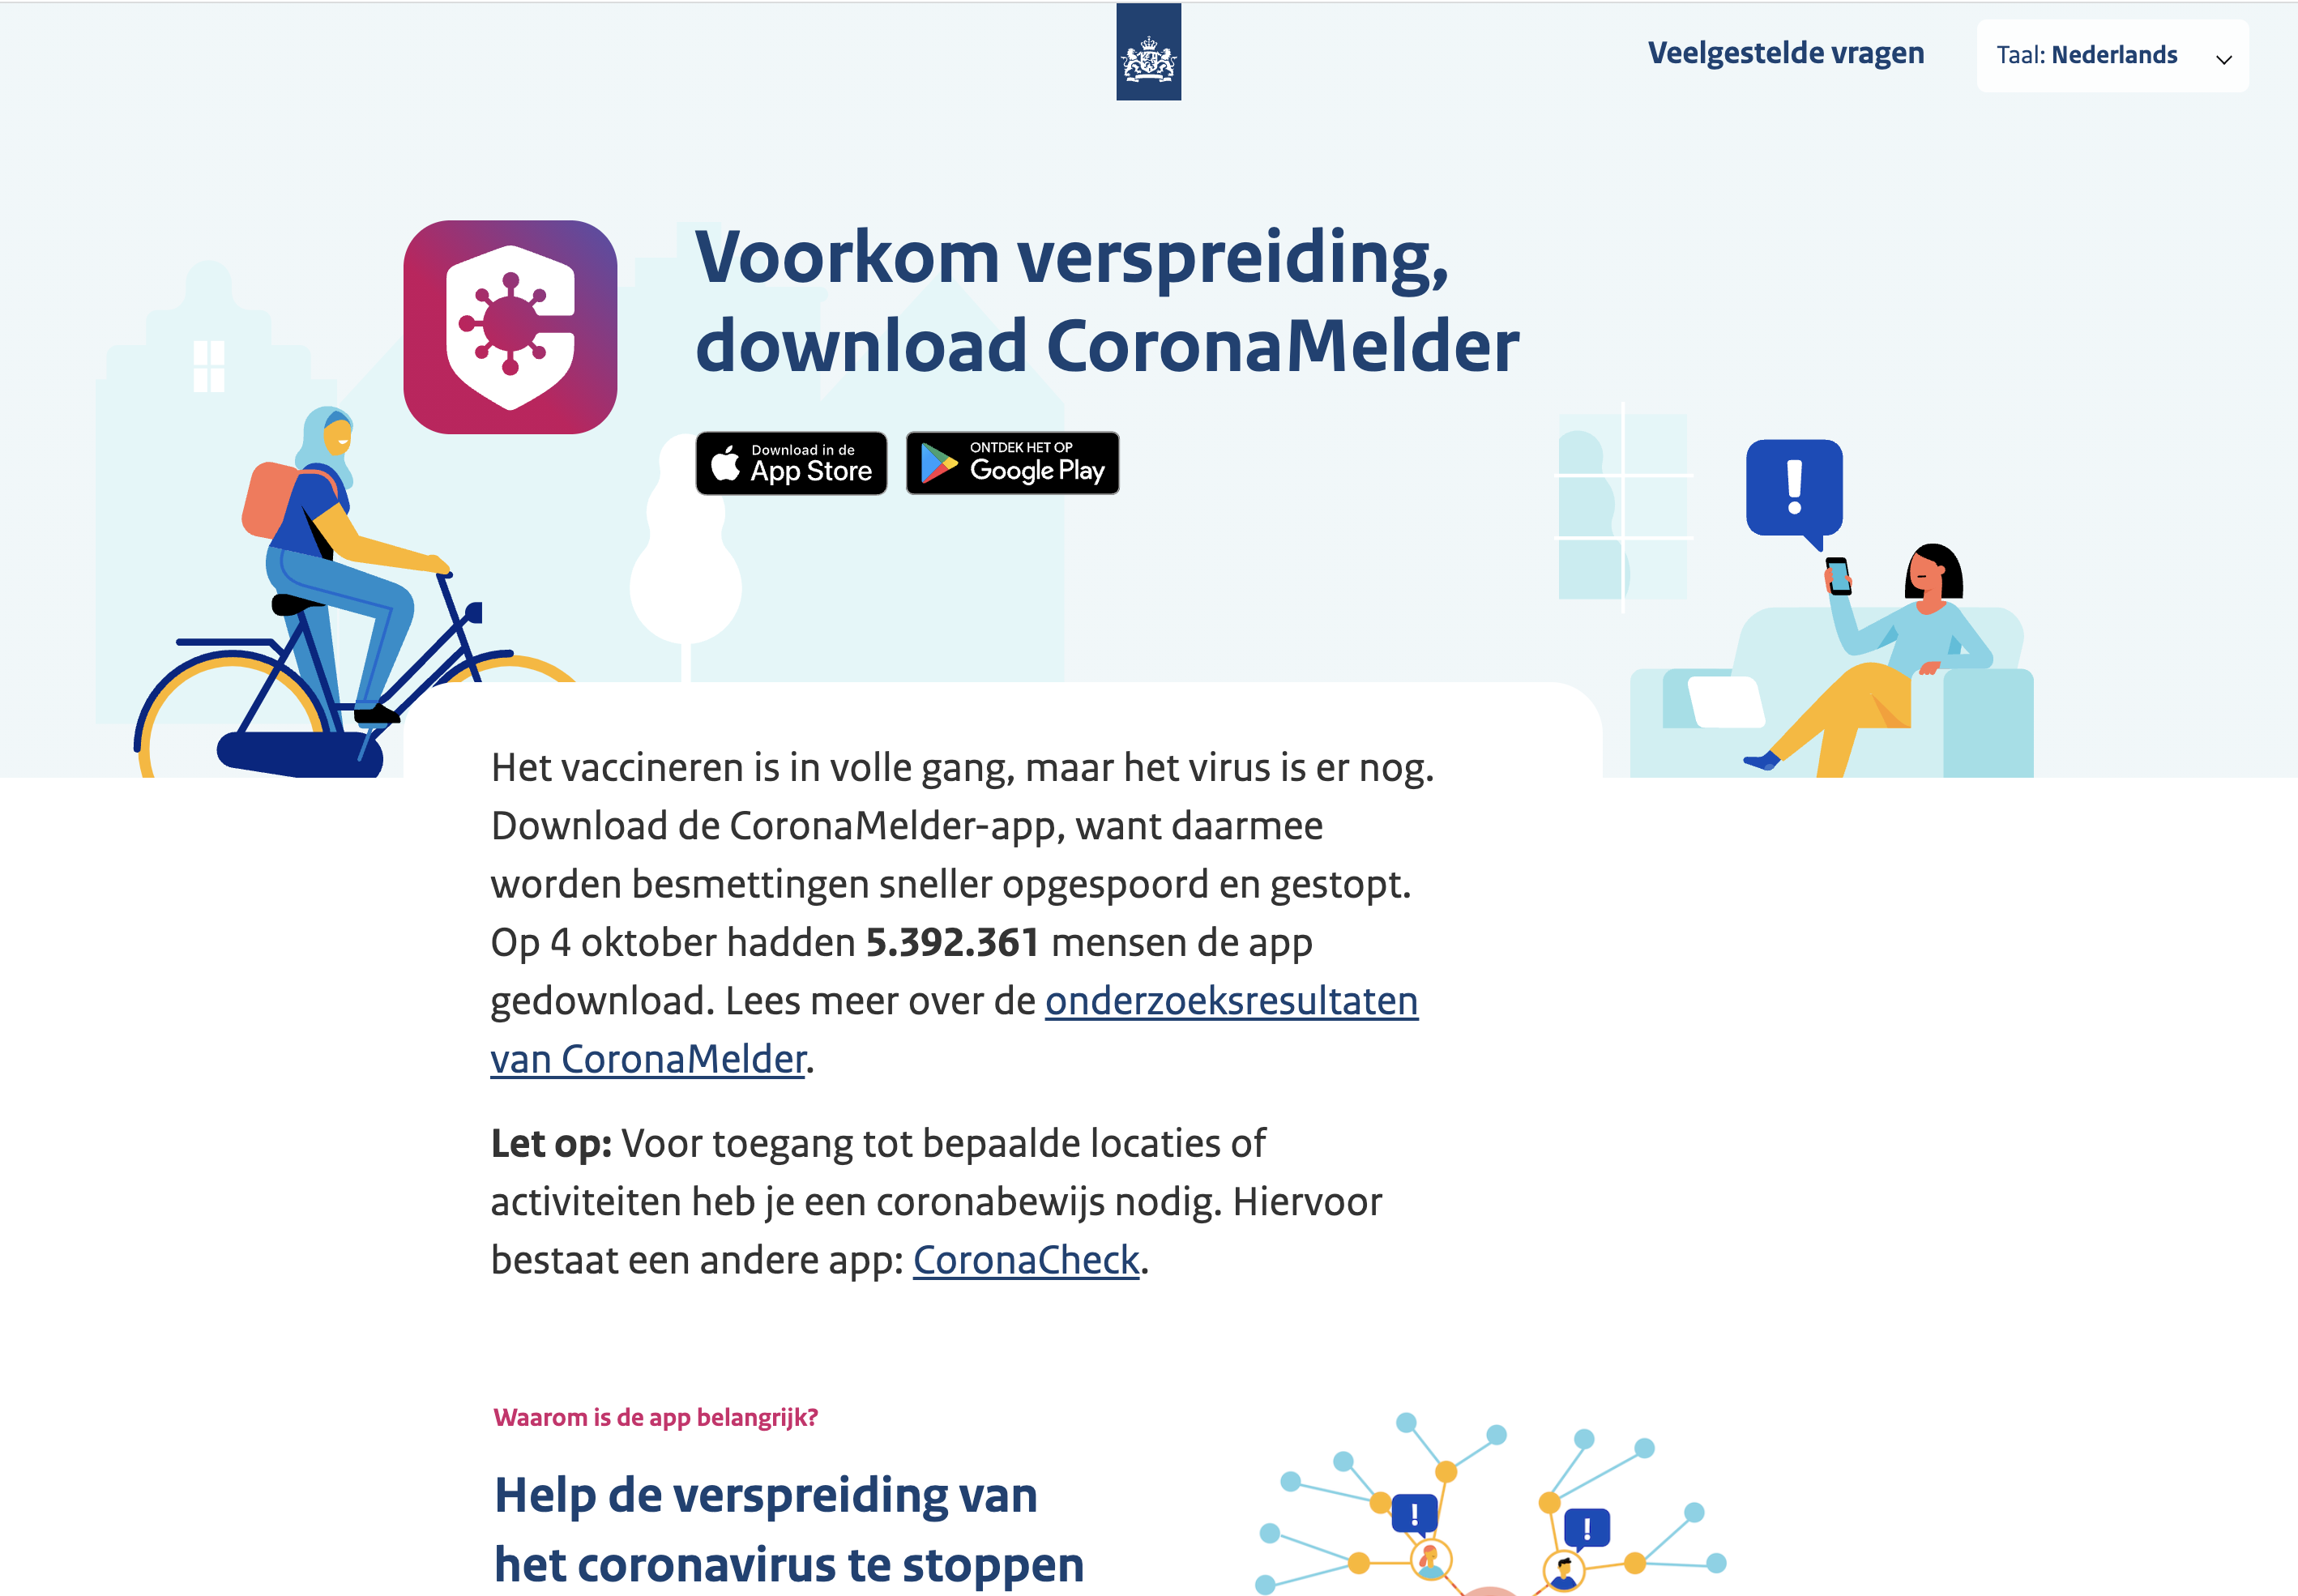 Veelgestelde vragen
Taal: Nederlands
Voorkom verspreiding,
download CoronaMelder
Download in de
App Store
ONTDEK HET OP
Google Play
!
Het vaccineren is in volle gang, maar het virus is er nog.
Download de CoronaMelder-app, want daarmee
worden besmettingen sneller opgespoord en gestopt.
Op 4 oktober hadden 5.392.361 mensen de app
gedownload. Lees meer over de onderzoeksresultaten
van CoronaMelder.
Let op: Voor toegang tot bepaalde locaties of
activiteiten heb je een coronabewijs nodig. Hiervoor
bestaat een andere app: CoronaCheck.
Waarom is de app belangrijk?
Help de verspreiding van
het coronavirus te stoppen
!
!